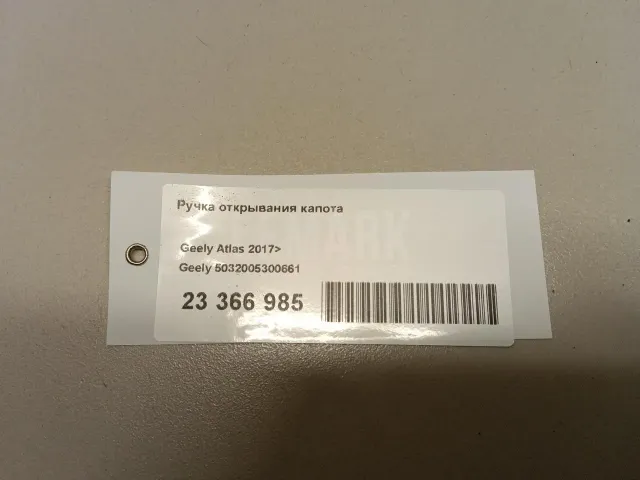 Ручка открывания капота
Geely Atlas 2017>
Geely 5032005300661
23 366 985